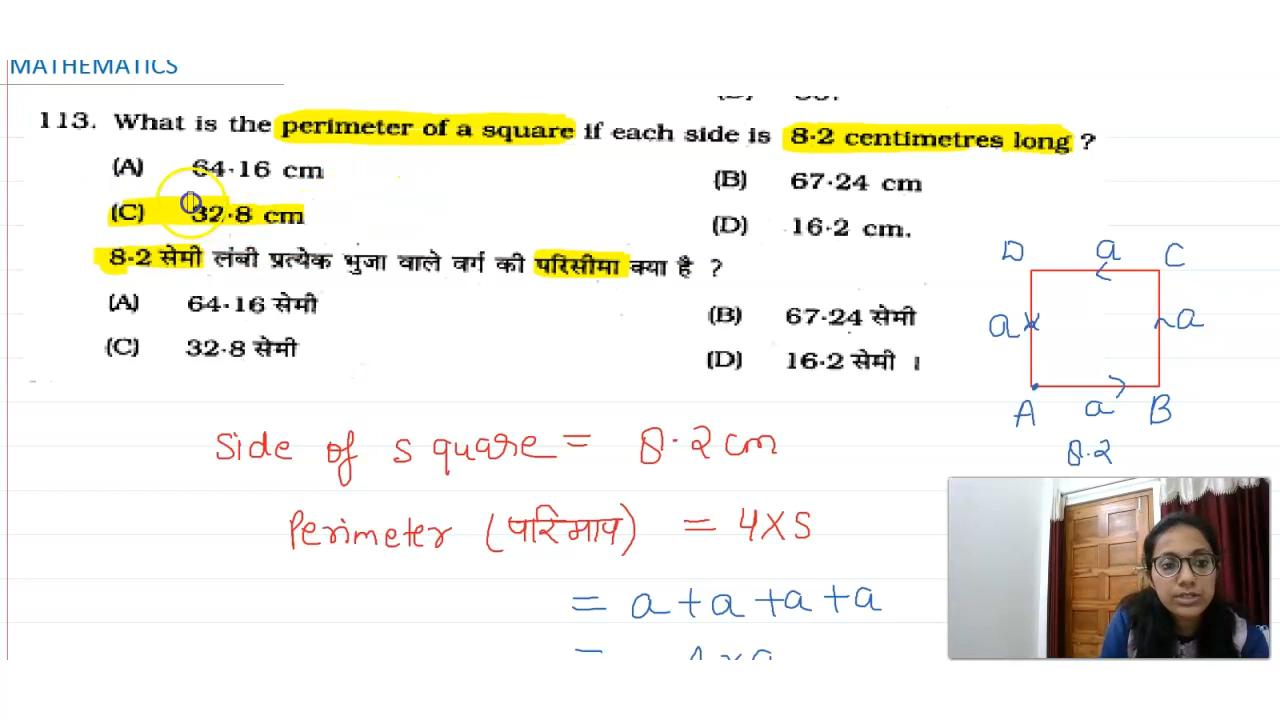 MATHEMATICS
113. What is the perimeter of a square if each side is 8·2 centimetres long ?
(A) 64·16 cm (B) 67·24 cm
(C) 32·8 cm (D) 16·2 cm.
8·2 सेमी लंबी प्रत्येक भुजा वाले वर्ग की परिसीमा क्या है ?
(A) 64·16 सेमी (B) 67·24 सेमी
(C) 32·8 सेमी (D) 16·2 सेमी ।
D a C
a a
A a B
8.2
Side of square = 8.2 cm
Perimeter (परिमाप) = 4XS
= a + a + a + a
= 4 x a